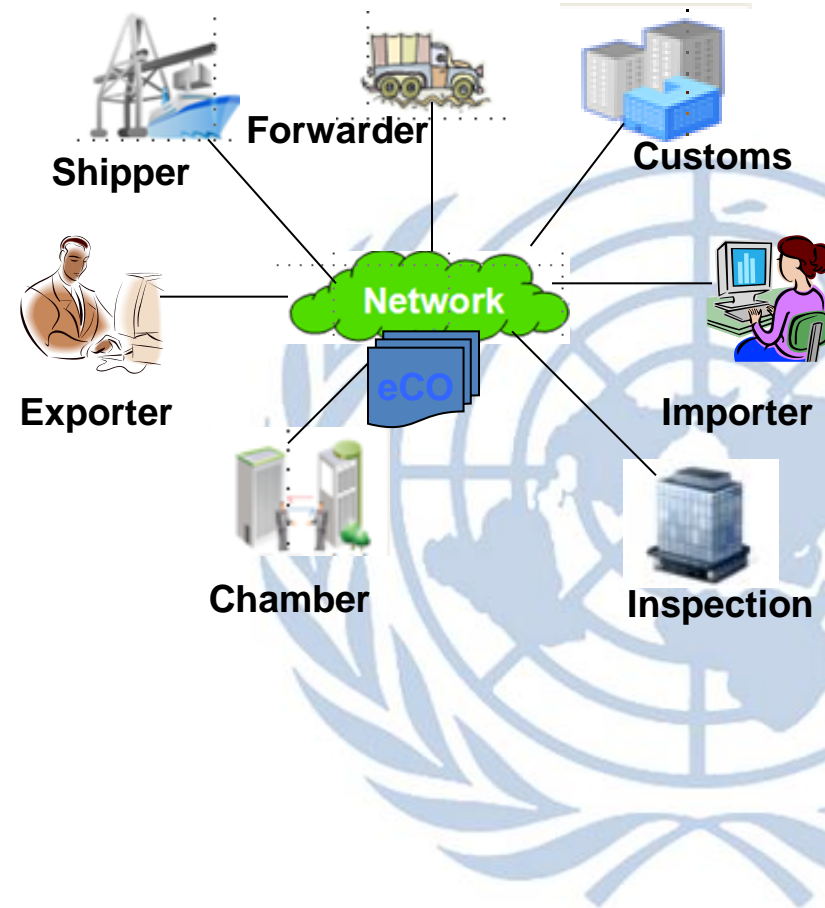 Forwarder
Shipper
Customs
Network
eCO
Exporter
Importer
Chamber
Inspection